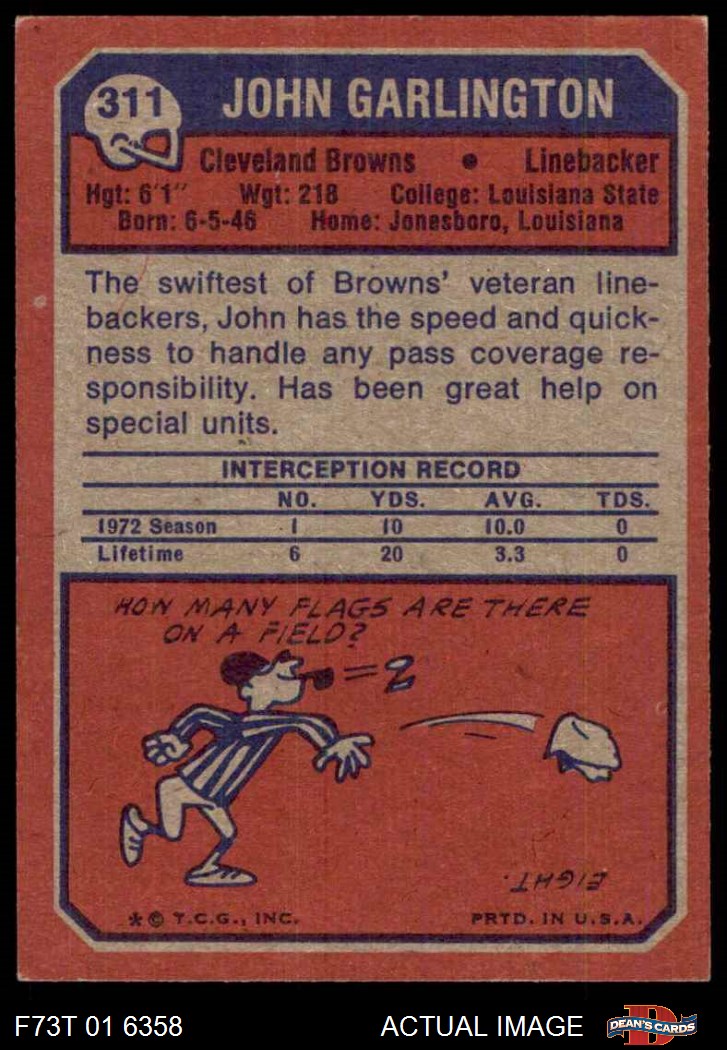 311
JOHN GARLINGTON
Cleveland Browns • Linebacker
Hgt: 6'1" Wgt: 218 College: Louisiana State
Born: 6-5-46 Home: Jonesboro, Louisiana
The swiftest of Browns' veteran line-
backers, John has the speed and quick-
ness to handle any pass coverage re-
sponsibility. Has been great help on
special units.
INTERCEPTION RECORD
NO. YDS. AVG. TDS.
1972 Season 1 10 10.0 0
Lifetime 6 20 3.3 0
HOW MANY FLAGS ARE THERE
ON A FIELD?
EIGHT.
* © T.C.G., INC. PRTD. IN U.S.A.
F73T 01 6358 ACTUAL IMAGE D DEAN'S CARDS